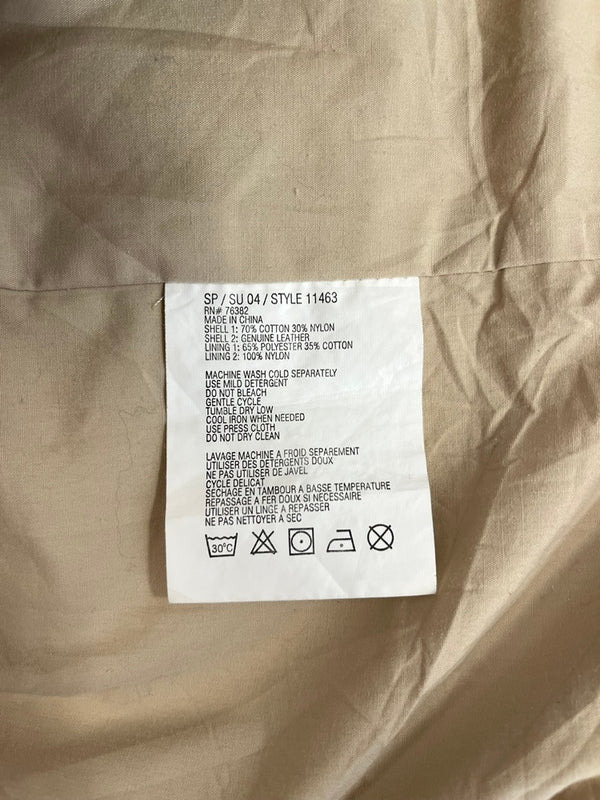 SP / SU 04 / STYLE 11463
RN# 76382
MADE IN CHINA
SHELL 1: 70% COTTON 30% NYLON
SHELL 2: GENUINE LEATHER
LINING 1: 65% POLYESTER 35% COTTON
LINING 2: 100% NYLON
MACHINE WASH COLD SEPARATELY
USE MILD DETERGENT
DO NOT BLEACH
GENTLE CYCLE
TUMBLE DRY LOW
COOL IRON WHEN NEEDED
USE PRESS CLOTH
DO NOT DRY CLEAN
LAVAGE MACHINE A FROID SEPAREMENT
UTILISER DES DETERGENTS DOUX
NE PAS UTILISER DE JAVEL
CYCLE DELICAT
SECHAGE EN TAMBOUR A BASSE TEMPERATURE
REPASSAGE A FER DOUX SI NECESSAIRE
UTILISER UN LINGE A REPASSER
NE PAS NETTOYER A SEC
30°C